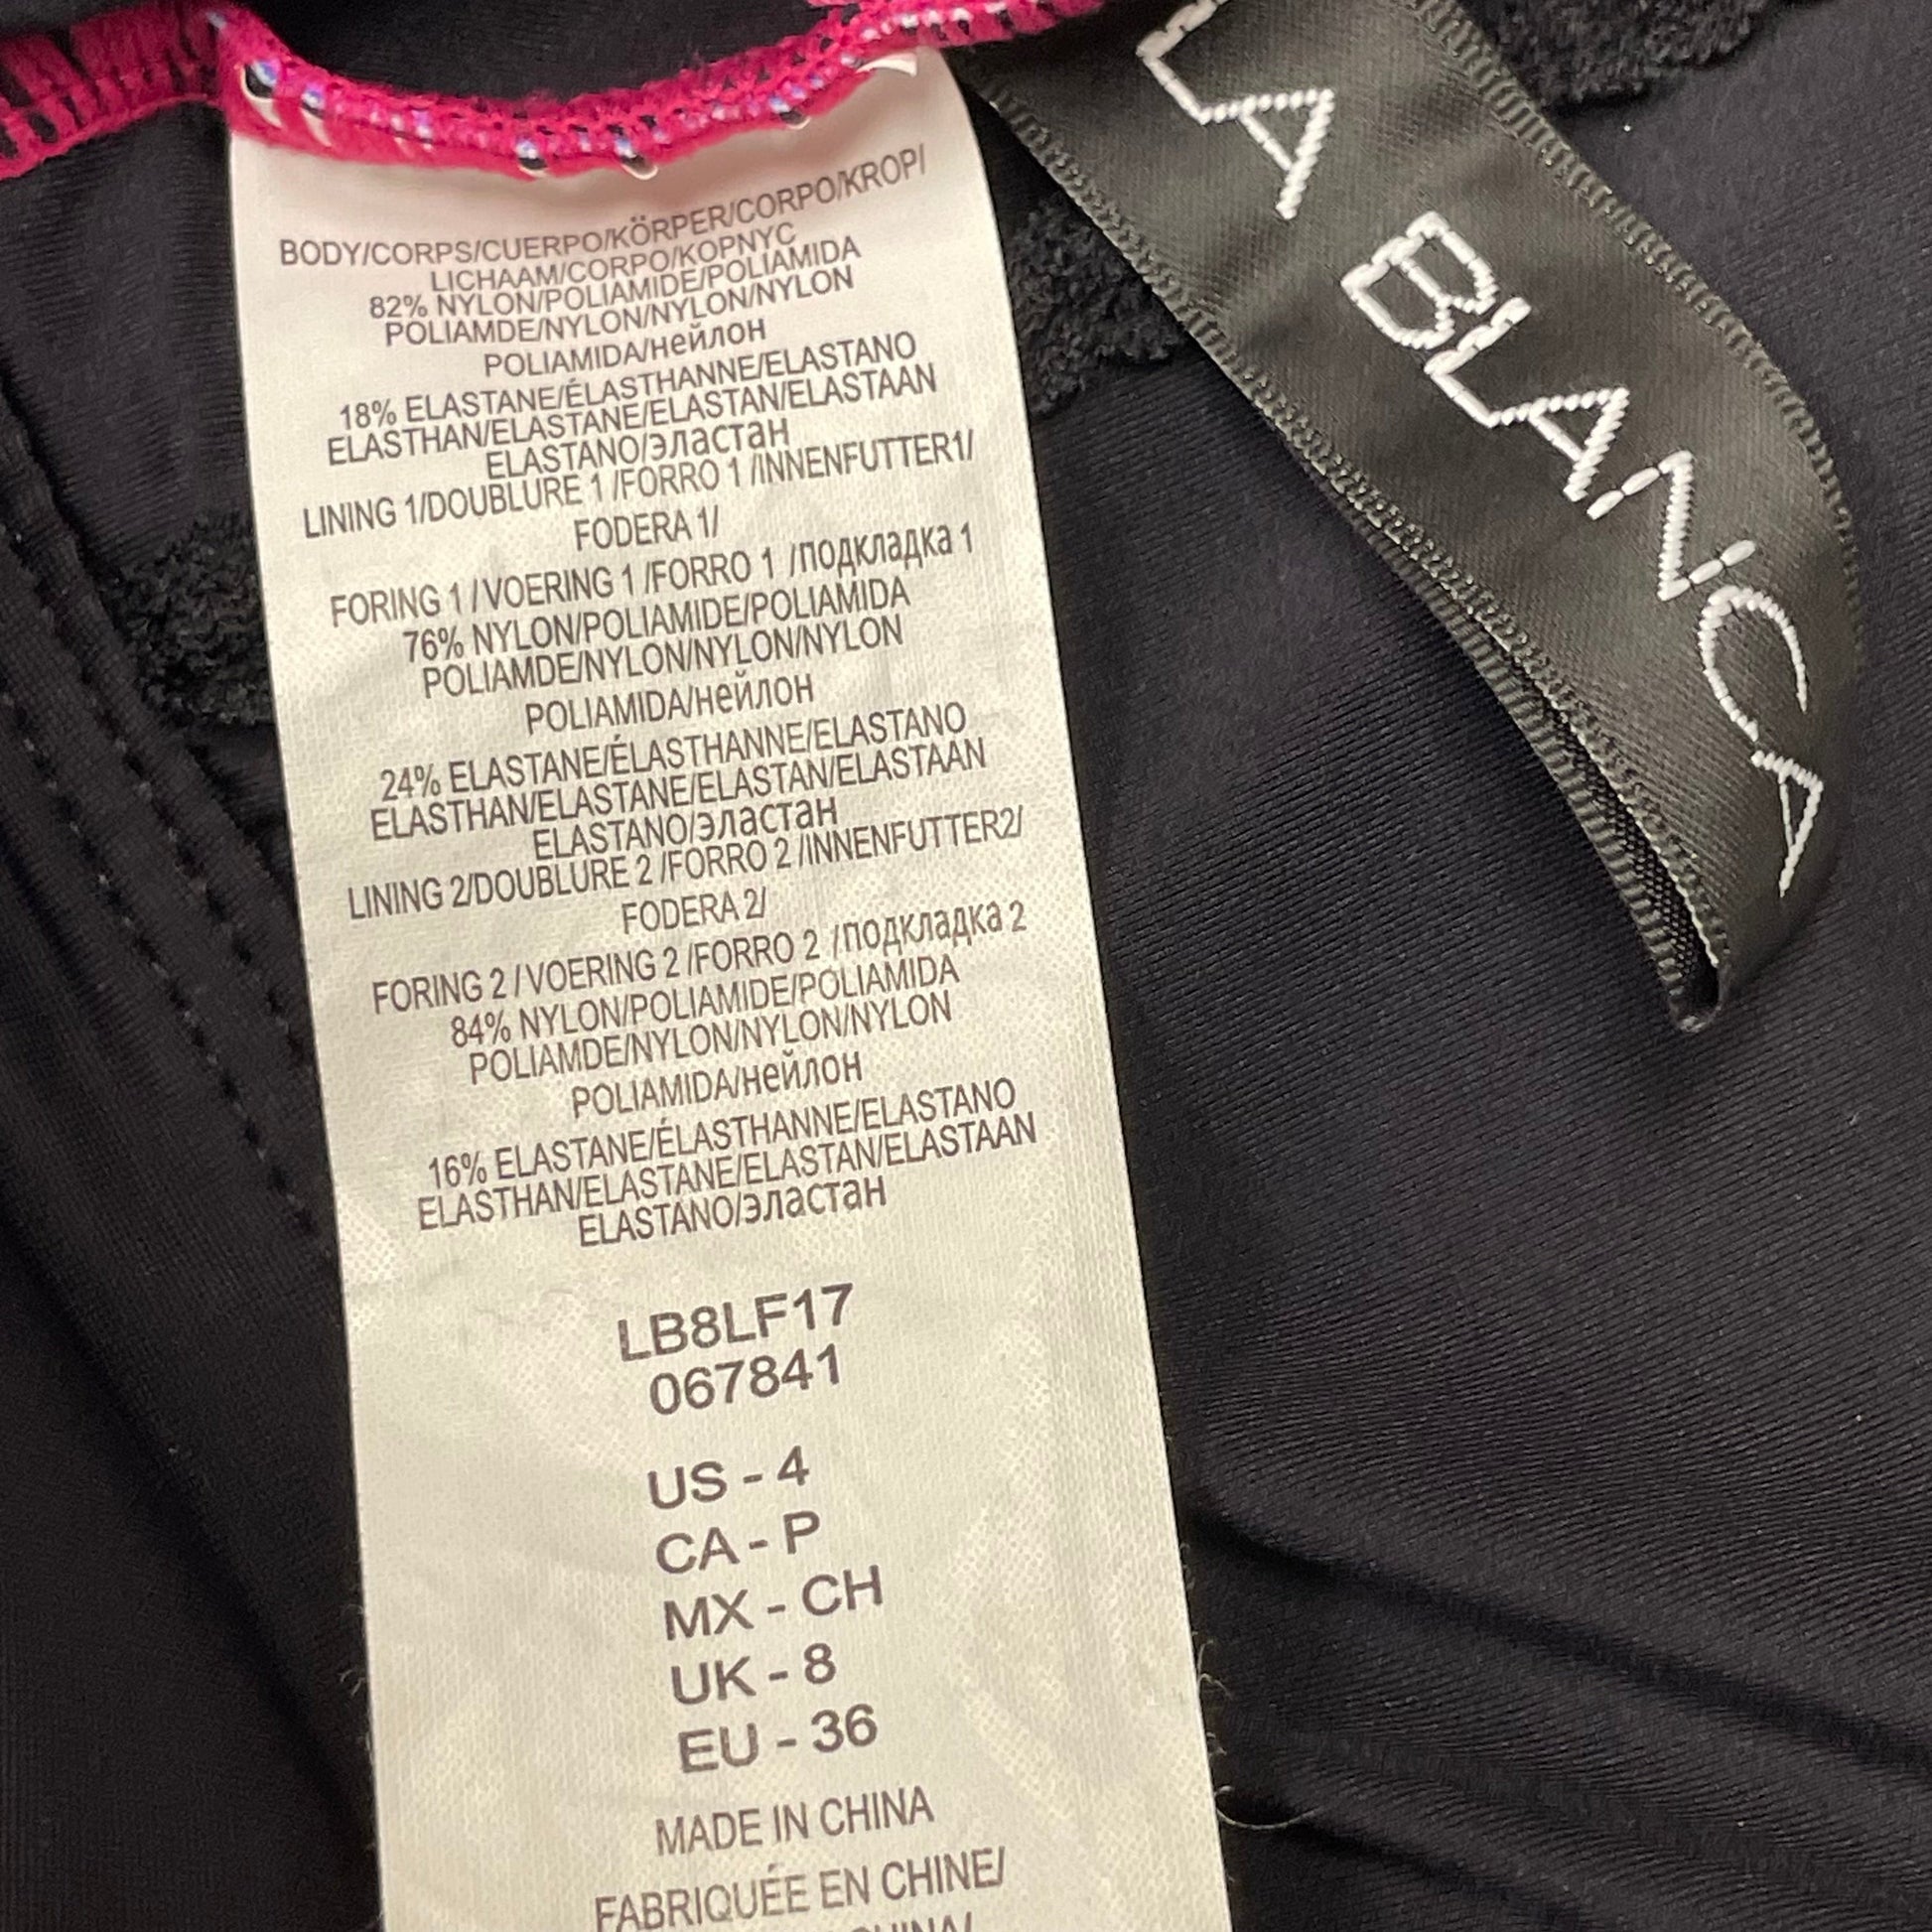 BODY/CORPS/CUERPO/KÖRPER/CORPO/KROP/
LICHAAM/CORPO/KOPNYC
82% NYLON/POLIAMIDE/POLIAMIDA
POLIAMDE/NYLON/NYLON/NYLON
POLIAMIDA/нейлон
18% ELASTANE/ÉLASTHANNE/ELASTANO
ELASTHAN/ELASTANE/ELASTAN/ELASTAAN
ELASTANO/эластан
LINING 1/DOUBLURE 1 /FORRO 1 /INNENFUTTER1/
FODERA 1/
FORING 1 / VOERING 1 /FORRO 1 /подкладка 1
76% NYLON/POLIAMIDE/POLIAMIDA
POLIAMDE/NYLON/NYLON/NYLON
POLIAMIDA/нейлон
24% ELASTANE/ÉLASTHANNE/ELASTANO
ELASTHAN/ELASTANE/ELASTAN/ELASTAAN
ELASTANO/эластан
LINING 2/DOUBLURE 2 /FORRO 2 /INNENFUTTER2/
FODERA 2/
FORING 2 / VOERING 2 /FORRO 2 /подкладка 2
84% NYLON/POLIAMIDE/POLIAMIDA
POLIAMDE/NYLON/NYLON/NYLON
POLIAMIDA/нейлон
16% ELASTANE/ÉLASTHANNE/ELASTANO
ELASTHAN/ELASTANE/ELASTAN/ELASTAAN
ELASTANO/эластан
LB8LF17
067841
US - 4
CA - P
MX - CH
UK - 8
EU - 36
MADE IN CHINA
FABRIQUÉE EN CHINE/
LA BLANCA